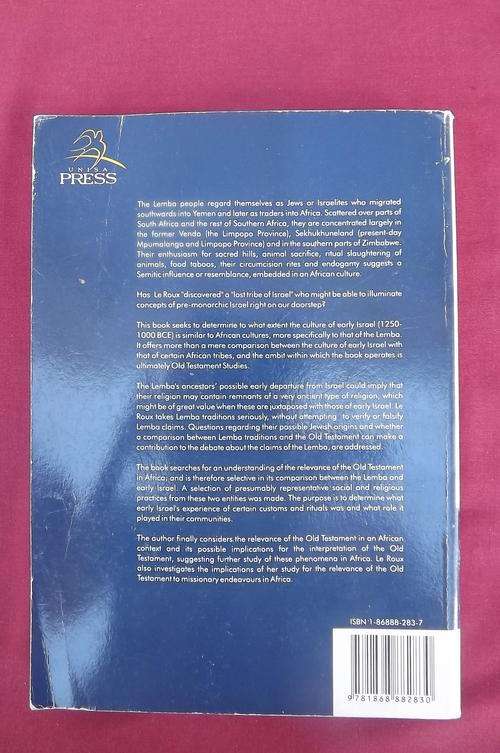 UNISA
PRESS
The Lemba people regard themselves as Jews or Israelites who migrated
southwards into Yemen and later as traders into Africa. Scattered over parts of
South Africa and the rest of Southern Africa, they are concentrated largely in
the former Venda (the Limpopo Province), Sekhukhuneland (present-day
Mpumalanga and Limpopo Province) and in the southern parts of Zimbabwe.
Their enthusiasm for sacred hills, animal sacrifice, ritual slaughtering of
animals, food taboos, their circumcision rites and endogamy suggests a
Semitic influence or resemblance, embedded in an African culture.
Has Le Roux "discovered" a "lost tribe of Israel" who might be able to illuminate
concepts of pre-monarchic Israel right on our doorstep?
This book seeks to determine to what extent the culture of early Israel (1250-
1000 BCE) is similar to African cultures, more specifically to that of the Lemba.
It offers more than a mere comparison between the culture of early Israel with
that of certain African tribes, and the ambit within which the book operates is
ultimately Old Testament Studies.
The Lemba's ancestors' possible early departure from Israel could imply that
their religion may contain remnants of a very ancient type of religion, which
might be of great value when these are juxtaposed with those of early Israel. Le
Roux takes Lemba traditions seriously, without attempting to verify or falsify
Lemba claims. Questions regarding their possible Jewish origins and whether
a comparison between Lemba traditions and the Old Testament can make a
contribution to the debate about the claims of the Lemba, are addressed.
The book searches for an understanding of the relevance of the Old Testament
in Africa, and is therefore selective in its comparison between the Lemba and
early Israel. A selection of presumably representative social and religious
practices from these two entities was made. The purpose is to determine what
early Israel's experience of certain customs and rituals was and what role it
played in their communities.
The author finally considers the relevance of the Old Testament in an African
context and its possible implications for the interpretation of the Old
Testament, suggesting further study of these phenomena in Africa. Le Roux
also investigates the implications of her study for the relevance of the Old
Testament to missionary endeavours in Africa.
ISBN 1-86888-283-7
9 781868 882830